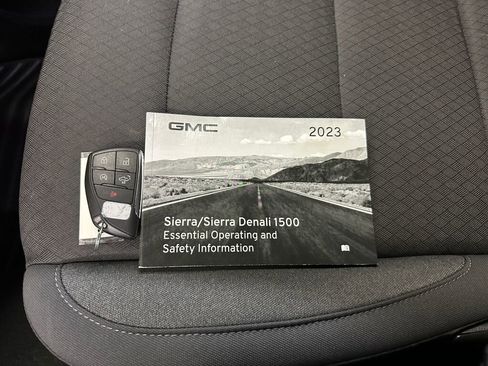 GMC
2023
Sierra/Sierra Denali 1500
Essential Operating and
Safety Information